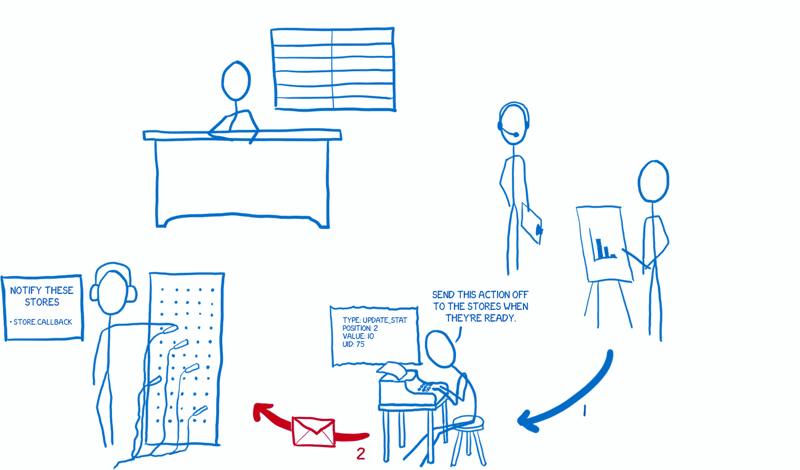 SEND THIS ACTION OFF
TO THE STORES WHEN
THEY'RE READY.
NOTIFY THESE
STORES
• STORE.CALLBACK
TYPE: UPDATE_STAT
POSITION: 2
VALUE: 10
UID: 75
1
2